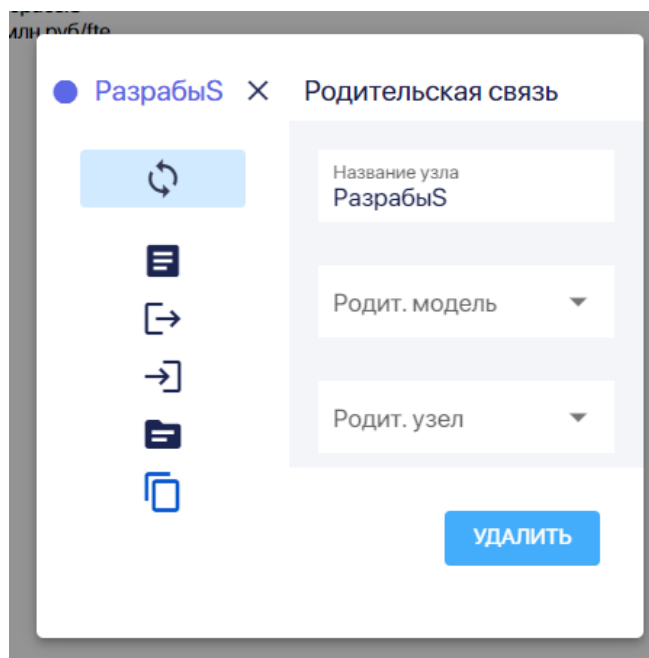 млн руб/fte
РазрабыS
Родительская связь
Название узла
РазрабыS
Родит. модель
Родит. узел
УДАЛИТЬ